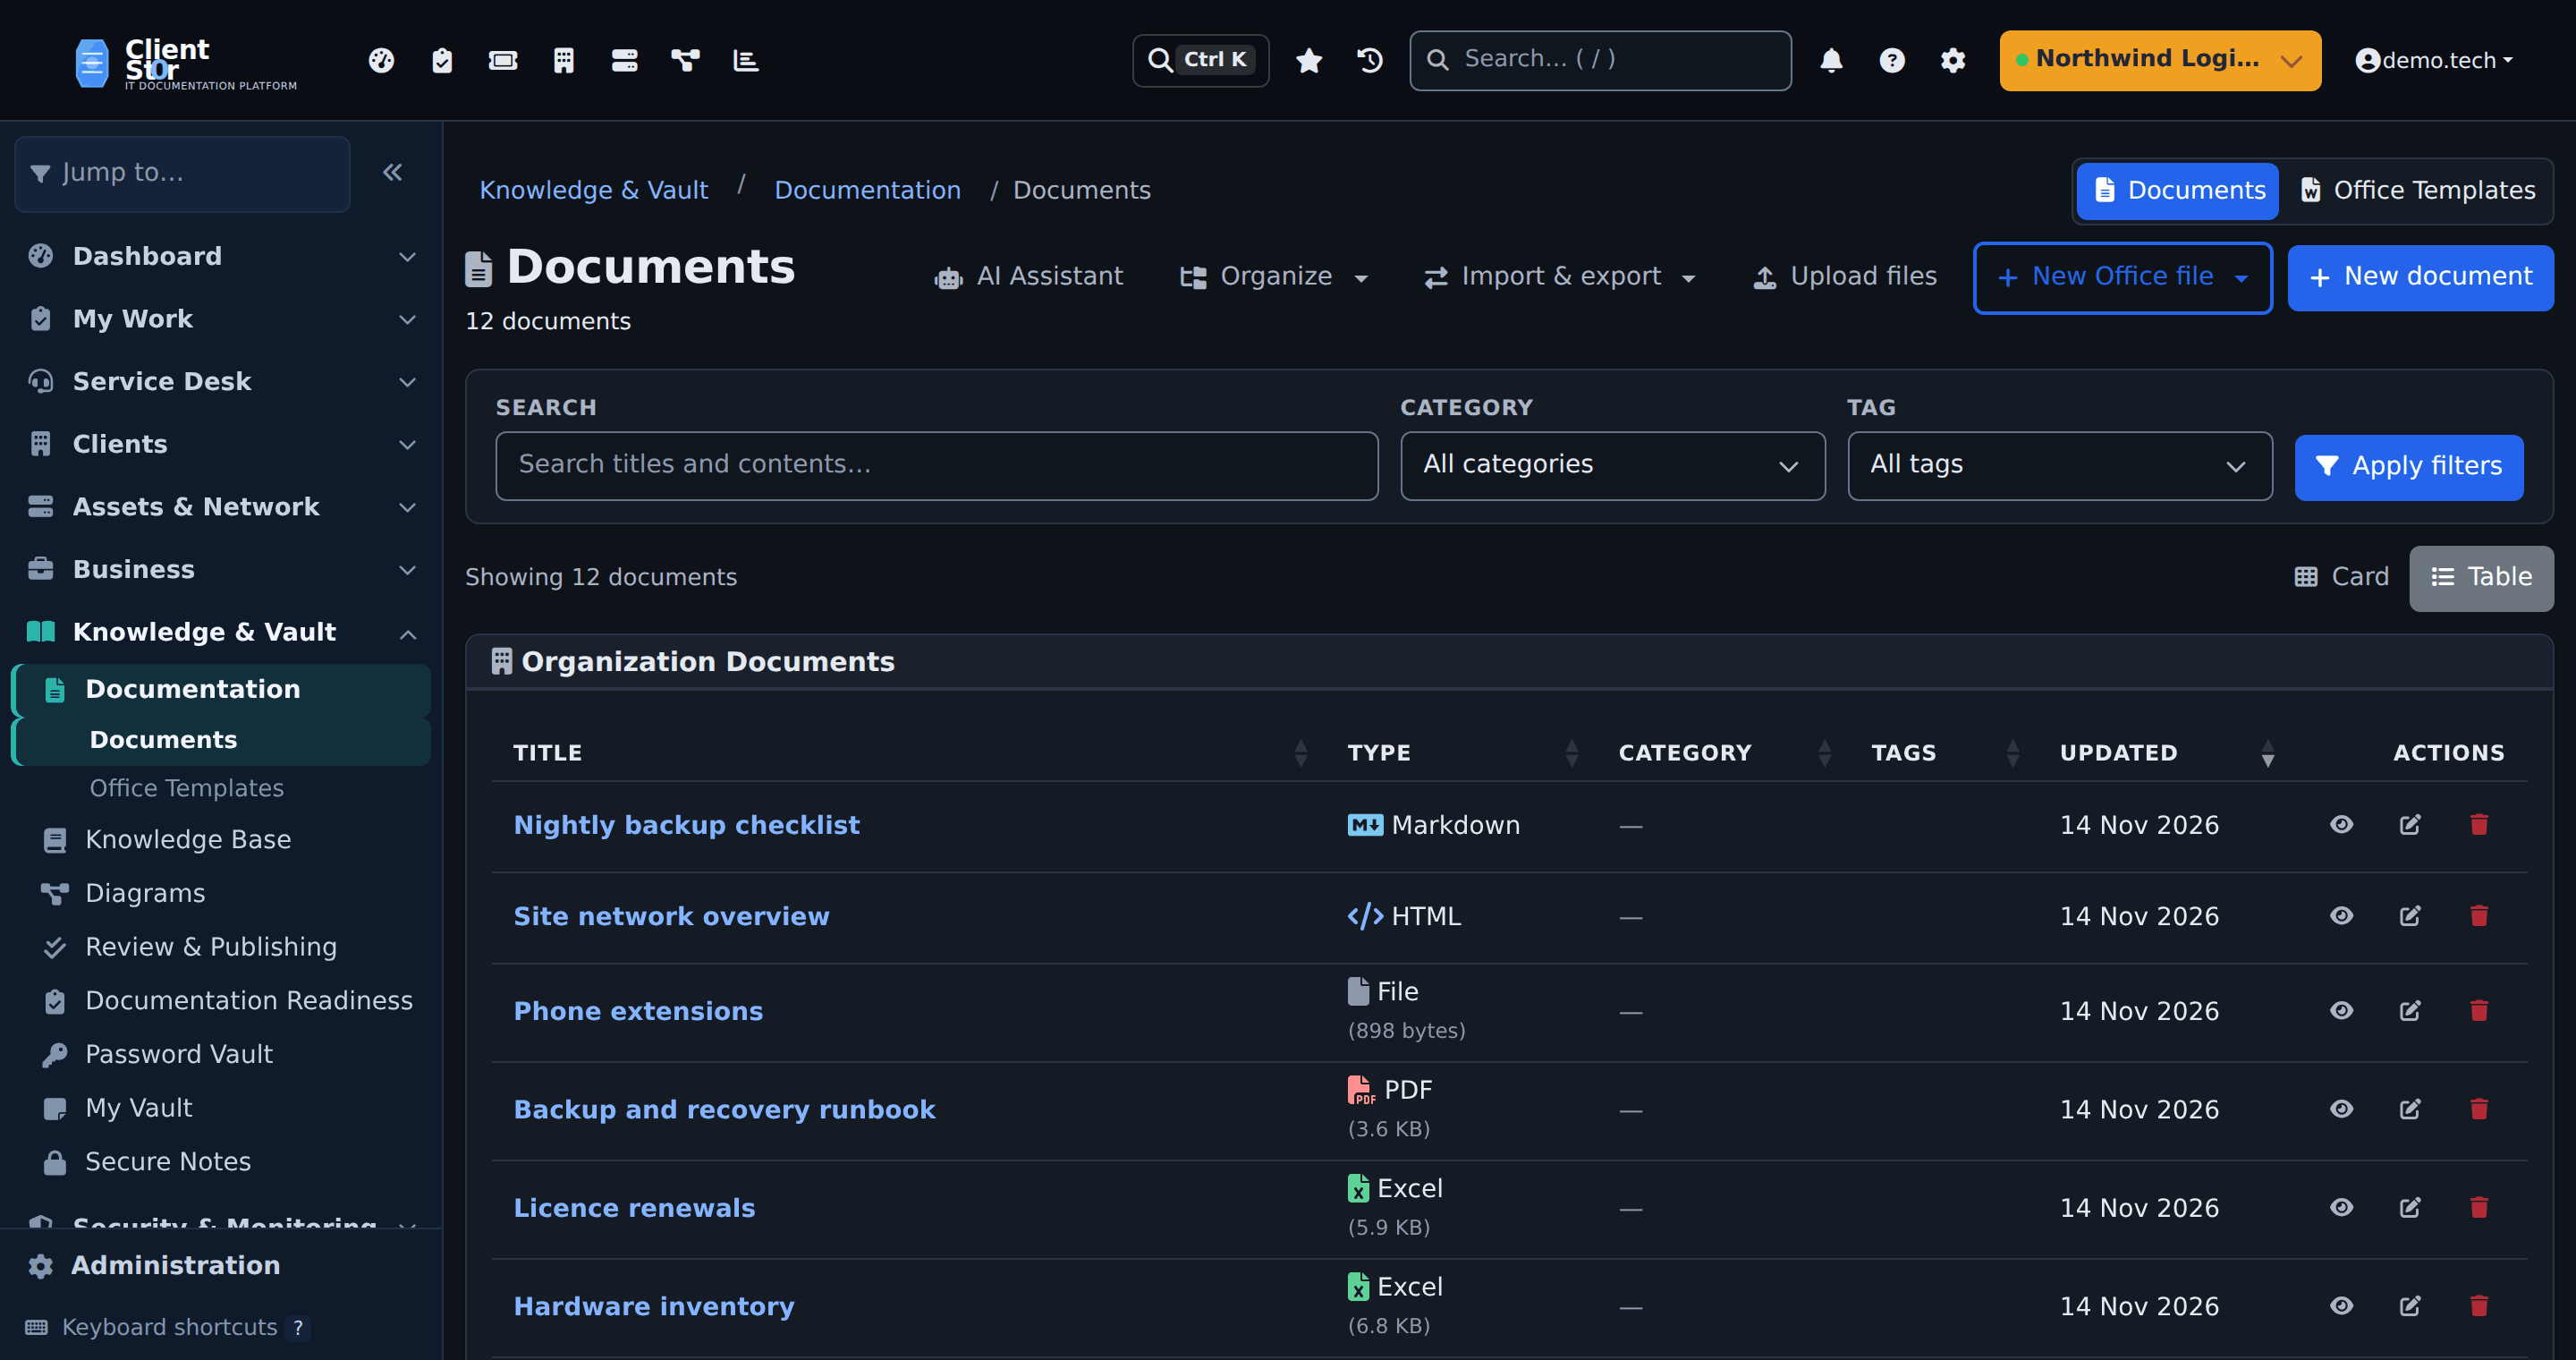 Client
St0r
IT DOCUMENTATION PLATFORM
Ctrl K
Search... ( / )
Northwind Logi...
demo.tech
Jump to...
Dashboard
My Work
Service Desk
Clients
Assets & Network
Business
Knowledge & Vault
Documentation
Documents
Office Templates
Knowledge Base
Diagrams
Review & Publishing
Documentation Readiness
Password Vault
My Vault
Secure Notes
Security & Monitoring
Administration
Keyboard shortcuts ?
Knowledge & Vault / Documentation / Documents
Documents
Office Templates
Documents
12 documents
AI Assistant
Organize
Import & export
Upload files
New Office file
New document
SEARCH
CATEGORY
TAG
Search titles and contents...
All categories
All tags
Apply filters
Showing 12 documents
Card
Table
Organization Documents
TITLE TYPE CATEGORY TAGS UPDATED ACTIONS
Nightly backup checklist Markdown — 14 Nov 2026
Site network overview HTML — 14 Nov 2026
Phone extensions File — 14 Nov 2026
(898 bytes)
Backup and recovery runbook PDF — 14 Nov 2026
(3.6 KB)
Licence renewals Excel — 14 Nov 2026
(5.9 KB)
Hardware inventory Excel — 14 Nov 2026
(6.8 KB)